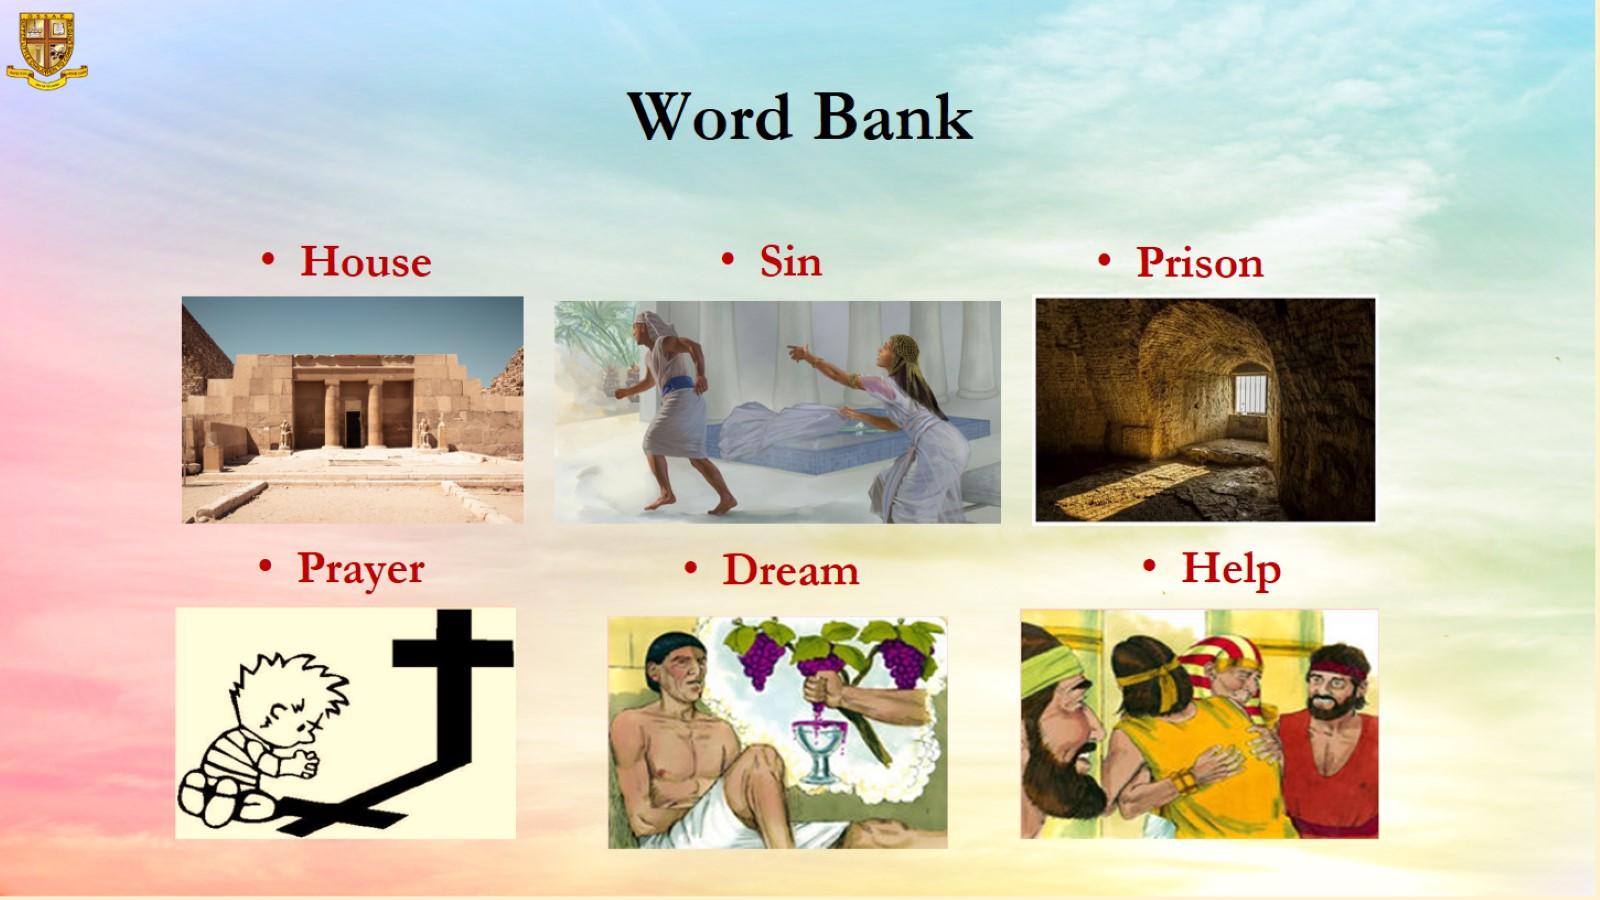 Word Bank
• House
• Sin
• Prison
• Prayer
• Dream
• Help